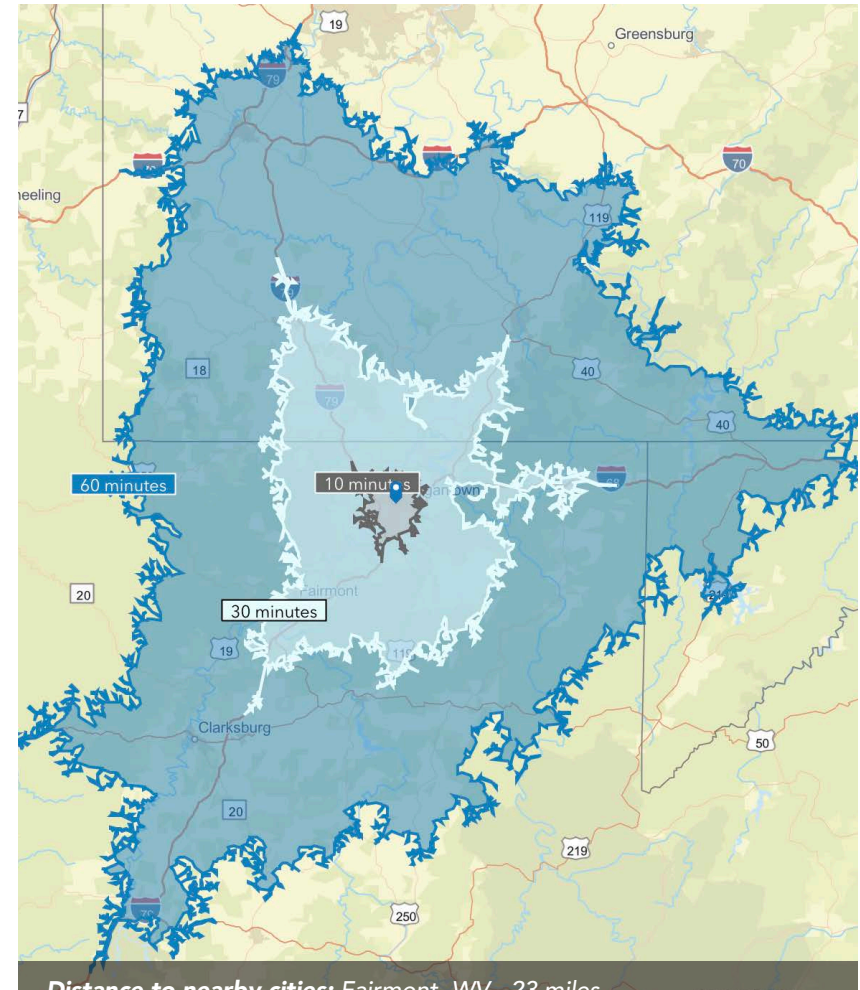 19
Greensburg
79
7
70
heeling
119
18
40
79
40
60 minutes
10 minutes
68
20
30 minutes
Fairmont
19
119
219
Clarksburg
50
20
219
79
250
Distance to nearby cities: Fairmont, WV - 23 miles